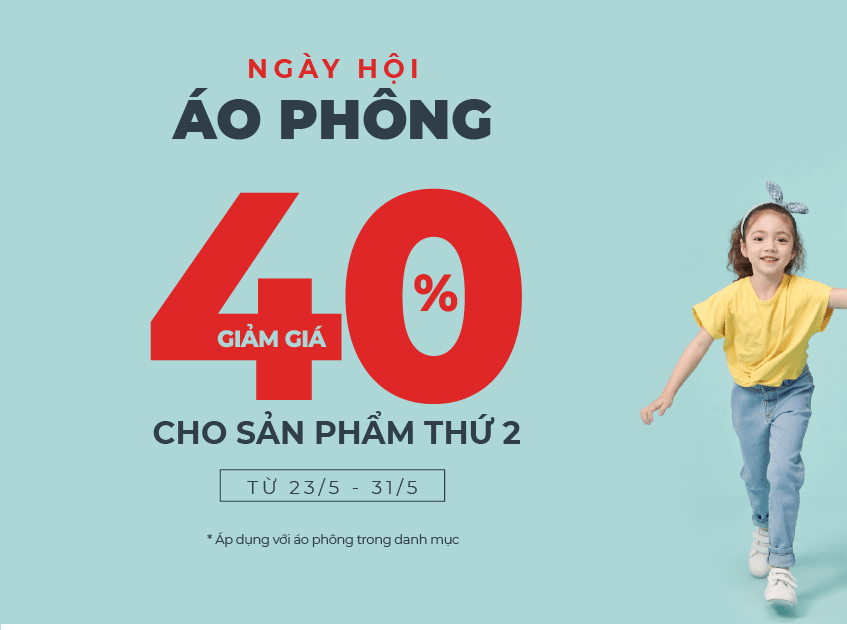 NGÀY HỘI
ÁO PHÔNG
40%
GIẢM GIÁ
CHO SẢN PHẨM THỨ 2
TỪ 23/5 - 31/5
* Áp dụng với áo phông trong danh mục